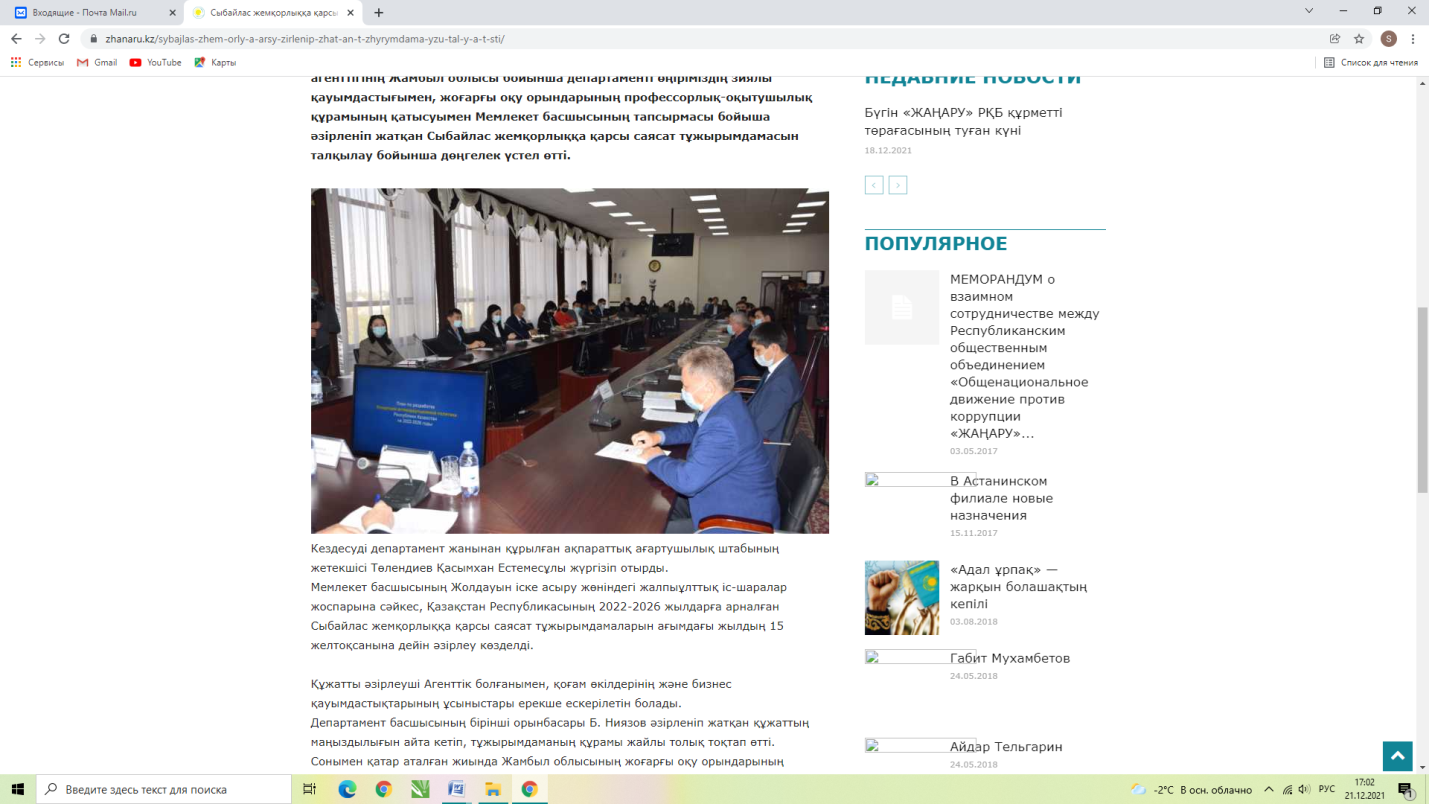 Входящие - Почта Mail.ru
Сыбайлас жемқорлыққа қарсы
zhanaru.kz/sybajlas-zhem-orly-a-arsy-zirlenip-zhat-an-t-zhyrymdama-yzu-tal-y-a-t-sti/
Сервисы
Gmail
YouTube
Карты
Список для чтения
агенттігінің Жамбыл облысы бойынша департаменті өңіріміздің зиялы
қауымдастығымен, жоғарғы оқу орындарының профессорлық-оқытушылық
құрамының қатысуымен Мемлекет басшысының тапсырмасы бойыша
әзірленіп жатқан Сыбайлас жемқорлыққа қарсы саясат тұжырымдамасын
талқылау бойынша дөңгелек үстел өтті.
Кездесуді департамент жанынан құрылған ақпараттық ағартушылық штабының
жетекшісі Төлендиев Қасымхан Естемесұлы жүргізіп отырды.
Мемлекет басшысының Жолдауын іске асыру жөніндегі жалпыұлттық іс-шаралар
жоспарына сәйкес, Қазақстан Республикасының 2022-2026 жылдарға арналған
Сыбайлас жемқорлыққа қарсы саясат тұжырымдамаларын ағымдағы жылдың 15
желтоқсанына дейін әзірлеу көзделді.
Құжатты әзірлеуші Агенттік болғанымен, қоғам өкілдерінің және бизнес
қауымдастықтарының ұсыныстары ерекше ескерілетін болады.
Департамент басшысының бірінші орынбасары Б. Ниязов әзірленіп жатқан құжаттың
маңыздылығын айта кетіп, тұжырымдаманың құрамы жайлы толық тоқтап өтті.
Сонымен қатар аталған жиында Жамбыл облысының жоғарғы оқу орындарының
НЕДАВНИЕ НОВОСТИ
Бүгін «ЖАҢАРУ» РҚБ құрметті
төрағасының туған күні
18.12.2021
ПОПУЛЯРНОЕ
МЕМОРАНДУМ о
взаимном
сотрудничестве между
Республиканским
общественным
объединением
«Общенациональное
движение против
коррупции
«ЖАҢАРУ»...
03.05.2017
В Астанинском
филиале новые
назначения
15.11.2017
«Адал ұрпақ» —
жарқын болашақтың
кепілі
03.08.2018
Габит Мухамбетов
24.05.2018
Айдар Тельгарин
24.05.2018
Введите здесь текст для поиска
-2°C В осн. облачно
РУС
17:02
21.12.2021